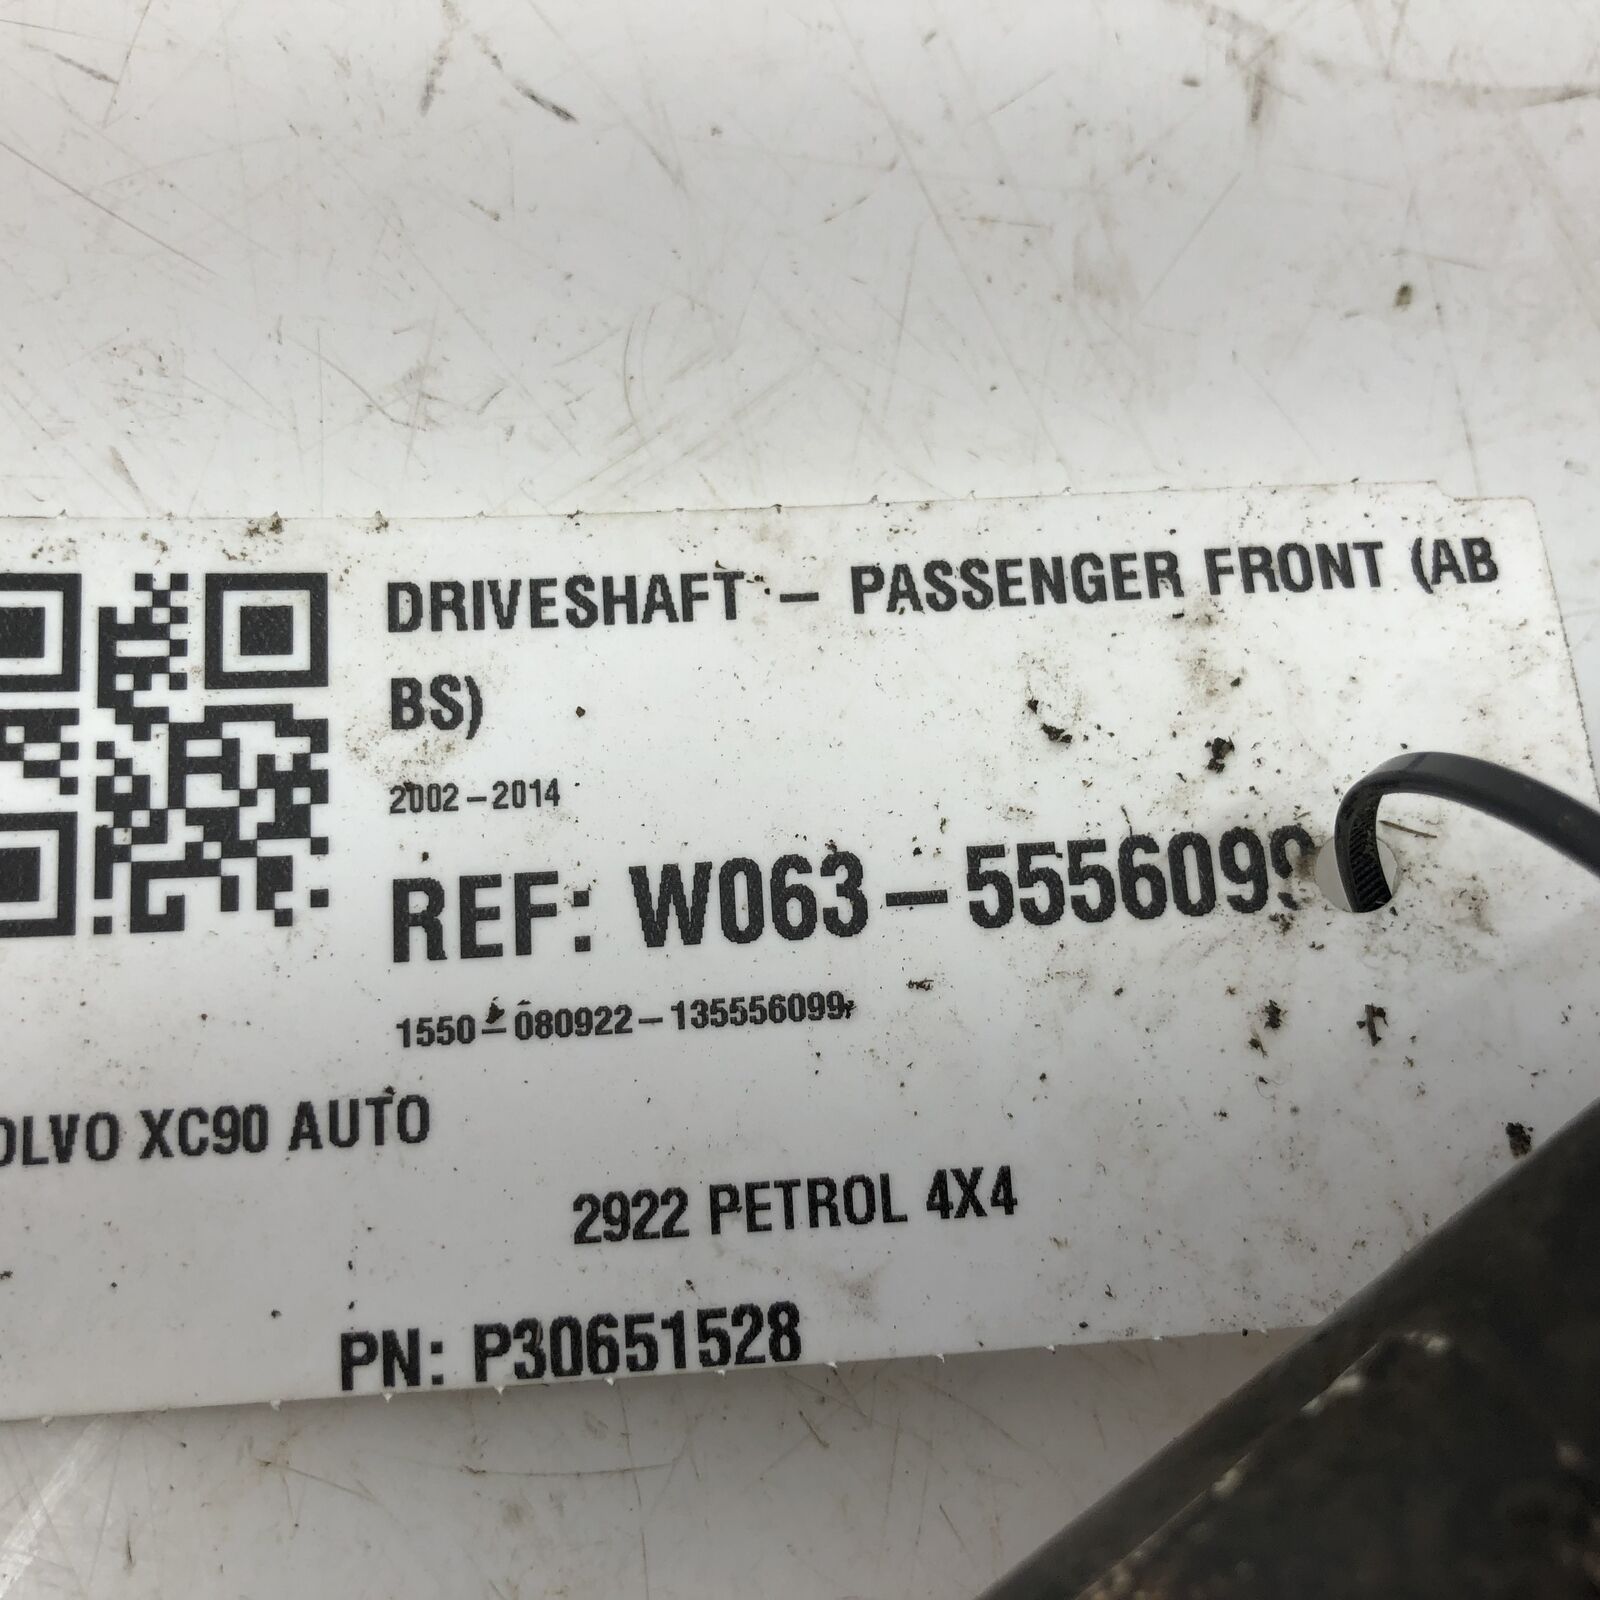 DRIVESHAFT - PASSENGER FRONT (AB
BS)
2002-2014
REF: W063-5556099
1550-080922-135556099
OLVO XC90 AUTO
2922 PETROL 4X4
PN: P30651528